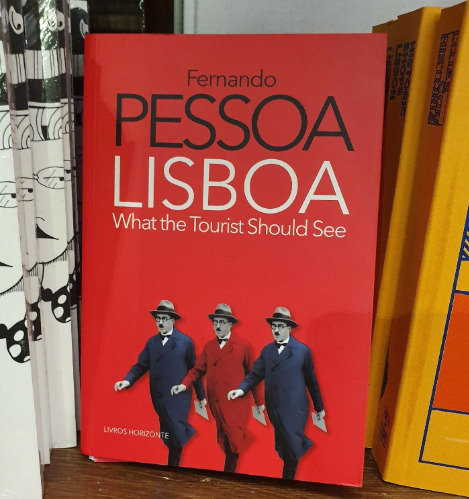 Fernando
PESSOA
LISBOA
What the Tourist Should See
LIVROS HORIZONTE